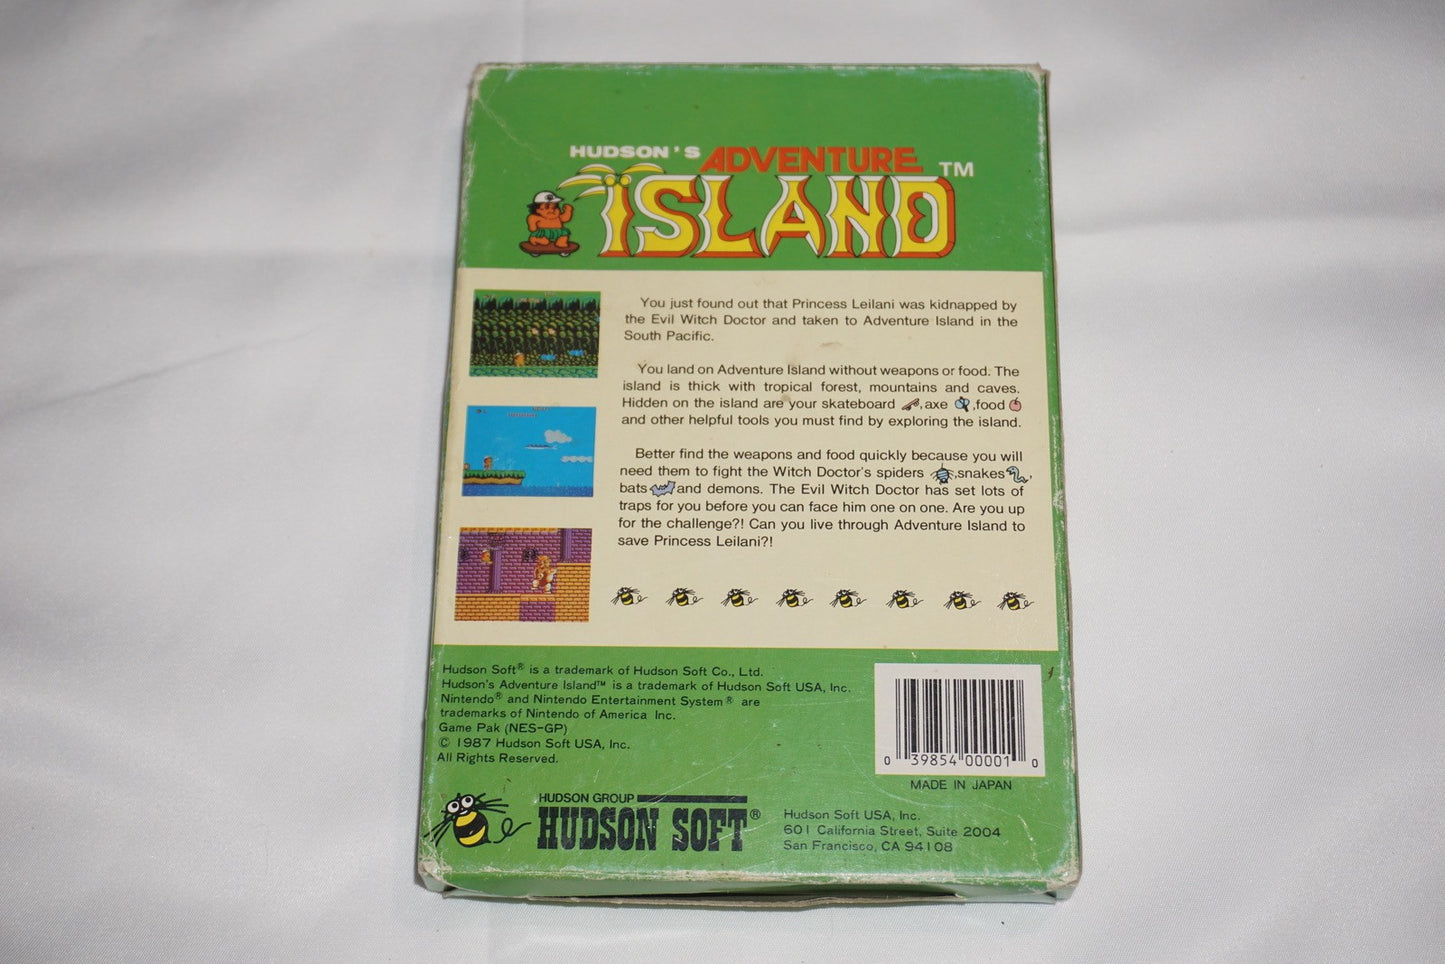 HUDSON'S ADVENTURE
ISLAND™
You just found out that Princess Leilani was kidnapped by
the Evil Witch Doctor and taken to Adventure Island in the
South Pacific.
You land on Adventure Island without weapons or food. The
island is thick with tropical forest, mountains and caves.
Hidden on the island are your skateboard ,axe ,food
and other helpful tools you must find by exploring the island.
Better find the weapons and food quickly because you will
need them to fight the Witch Doctor's spiders ,snakes ,
bats and demons. The Evil Witch Doctor has set lots of
traps for you before you can face him one on one. Are you up
for the challenge?! Can you live through Adventure Island to
save Princess Leilani?!
Hudson Soft® is a trademark of Hudson Soft Co., Ltd.
Hudson's Adventure Island™ is a trademark of Hudson Soft USA, Inc.
Nintendo® and Nintendo Entertainment System® are
trademarks of Nintendo of America Inc.
Game Pak (NES-GP)
© 1987 Hudson Soft USA, Inc.
All Rights Reserved.
0 39854 00001 0
MADE IN JAPAN
HUDSON GROUP
HUDSON SOFT®
Hudson Soft USA, Inc.
601 California Street, Suite 2004
San Francisco, CA 94108